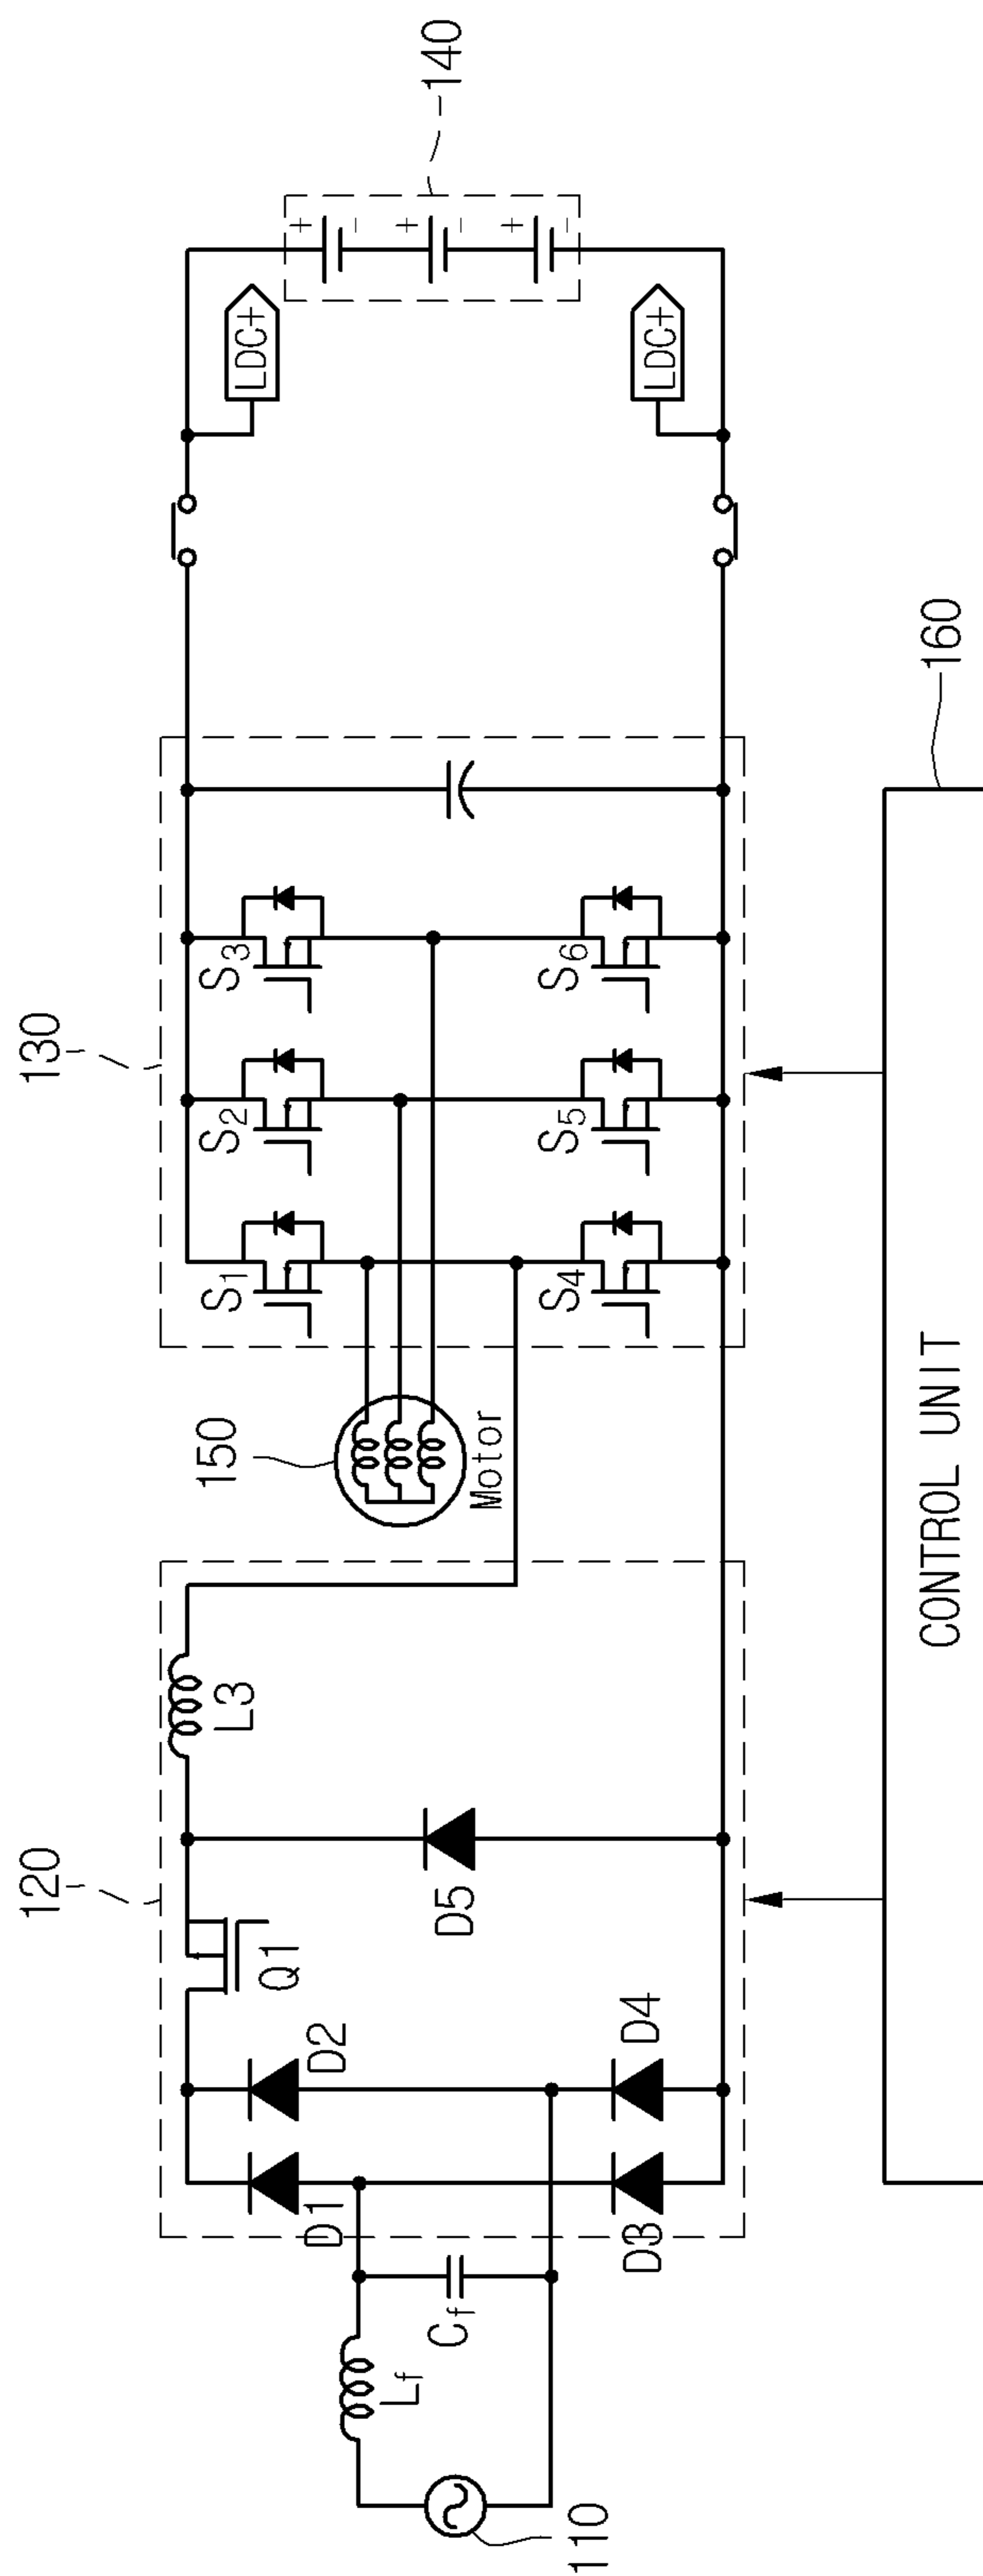 110
Lf
Cf
120
D1
D2
D3
D4
Q1
D5
L3
150
Motor
130
S1
S2
S3
S4
S5
S6
LDC+
LDC+
+
−
+
−
+
−
140
CONTROL UNIT
160